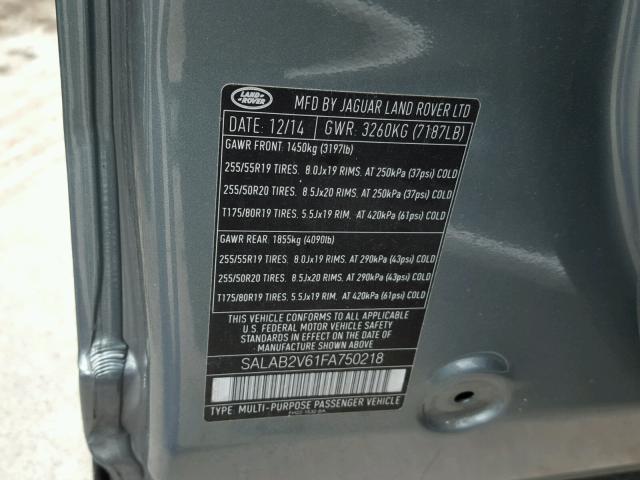 LAND ROVER
MFD BY JAGUAR LAND ROVER LTD
DATE: 12/14 GWR: 3260KG (7187LB)
GAWR FRONT: 1450kg (3197lb)
255/55R19 TIRES. 8.0Jx19 RIMS. AT 250kPa (37psi) COLD
255/50R20 TIRES. 8.5Jx20 RIMS. AT 250kPa (37psi) COLD
T175/80R19 TIRES. 5.5Jx19 RIM. AT 420kPa (61psi) COLD
GAWR REAR: 1855kg (4090lb)
255/55R19 TIRES. 8.0Jx19 RIMS. AT 290kPa (43psi) COLD
255/50R20 TIRES. 8.5Jx20 RIMS. AT 290kPa (43psi) COLD
T175/80R19 TIRES. 5.5Jx19 RIM. AT 420kPa (61psi) COLD
THIS VEHICLE CONFORMS TO ALL APPLICABLE
U.S. FEDERAL MOTOR VEHICLE SAFETY
STANDARDS IN EFFECT ON THE DATE OF
MANUFACTURE SHOWN ABOVE
SALAB2V61FA750218
TYPE: MULTI-PURPOSE PASSENGER VEHICLE